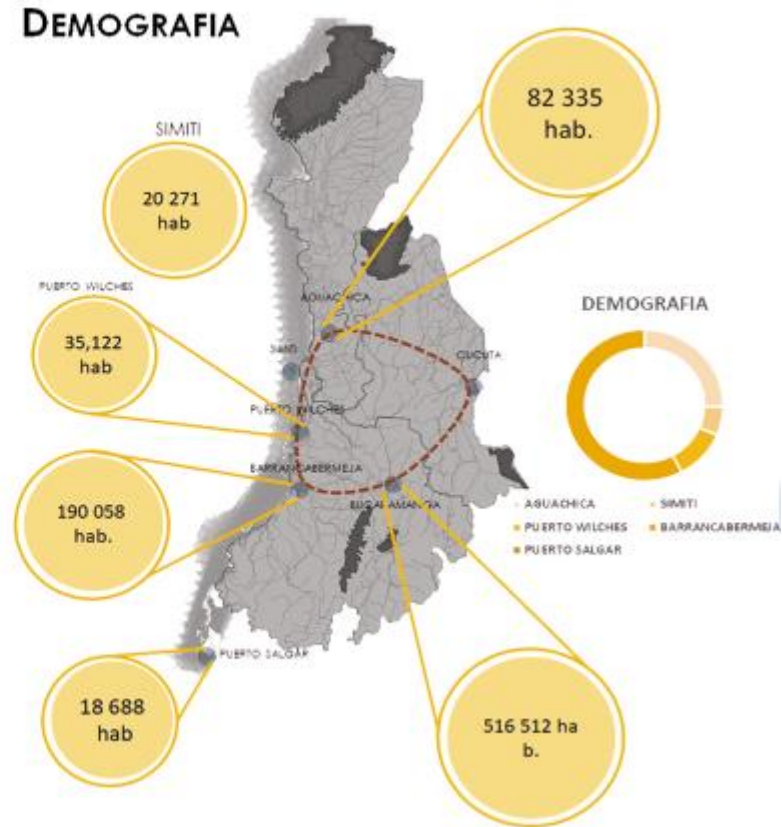 DEMOGRAFIA
82 335
hab.
SIMITI
20 271
hab
PUERTO WILCHES
35,122
hab
AGUACHICA
SIMITI
CUCUTA
PUERTO WILCHES
BARRANCABERMEJA
BUCARAMANGA
190 058
hab.
PUERTO SALGAR
18 688
hab
516 512 ha
b.
DEMOGRAFIA
AGUACHICA
SIMITI
PUERTO WILCHES
BARRANCABERMEJA
PUERTO SALGAR